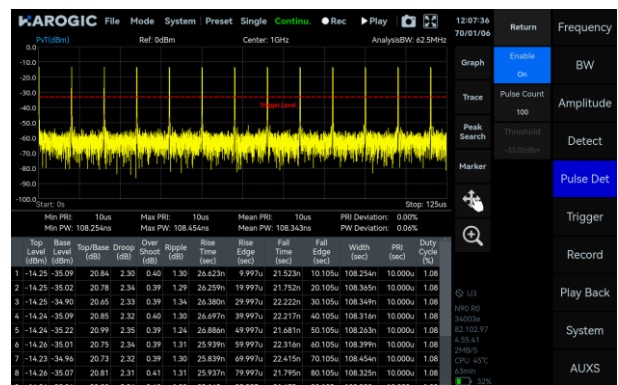 HAROGIC File Mode System Preset Single Continu. Rec Play
PvT(dBm) Ref: 0dBm Center: 1GHz AnalysisBW: 62.5MHz
0.0
-10.0
-20.0
-30.0
-40.0
-50.0
-60.0
-70.0
-80.0
-90.0
-100.0
Trigger.Level
Start: 0s Stop: 125us
Min PRI: 10us Max PRI: 10us Mean PRI: 10us PRI Deviation: 0.00%
Min PW: 108.254ns Max PW: 108.454ns Mean PW: 108.343ns PW Deviation: 0.06%
Top Level (dBm) Base Level (dBm) Top/Base (dB) Droop (dB) Over Shoot (dB) Ripple (dB) Rise Time (sec) Rise Edge (sec) Fall Time (sec) Fall Edge (sec) Width (sec) PRI (sec) Duty Cycle (%)
1 -14.25 -35.09 20.84 2.30 0.40 1.30 26.623n 9.997u 21.523n 10.105u 108.254n 10.000u 1.08
2 -14.25 -35.02 20.78 2.34 0.39 1.29 26.259n 19.997u 21.752n 20.105u 108.365n 10.000u 1.08
3 -14.25 -34.90 20.65 2.33 0.39 1.34 26.380n 29.997u 22.222n 30.105u 108.349n 10.000u 1.08
4 -14.24 -35.09 20.85 2.32 0.40 1.30 26.697n 39.997u 22.217n 40.105u 108.316n 10.000u 1.08
5 -14.24 -35.22 20.99 2.35 0.39 1.24 26.886n 49.997u 21.681n 50.105u 108.263n 10.000u 1.08
6 -14.26 -35.01 20.75 2.34 0.39 1.31 25.939n 59.997u 22.316n 60.105u 108.399n 10.000u 1.08
7 -14.23 -34.96 20.73 2.32 0.39 1.30 25.839n 69.997u 22.415n 70.105u 108.454n 10.000u 1.08
8 -14.26 -35.07 20.81 2.31 0.41 1.31 25.937n 79.997u 21.795n 80.105u 108.325n 10.000u 1.08
12:07:36
70/01/06
Graph
Trace
Peak Search
Marker
U3
N90 R0
34003e
82.102.97
4.55.41
2MB/S
CPU 45℃
63min
32%
Return
Enable
On
Pulse Count
100
Threshold
-33.02dBm
Frequency
BW
Amplitude
Detect
Pulse Det
Trigger
Record
Play Back
System
AUXS